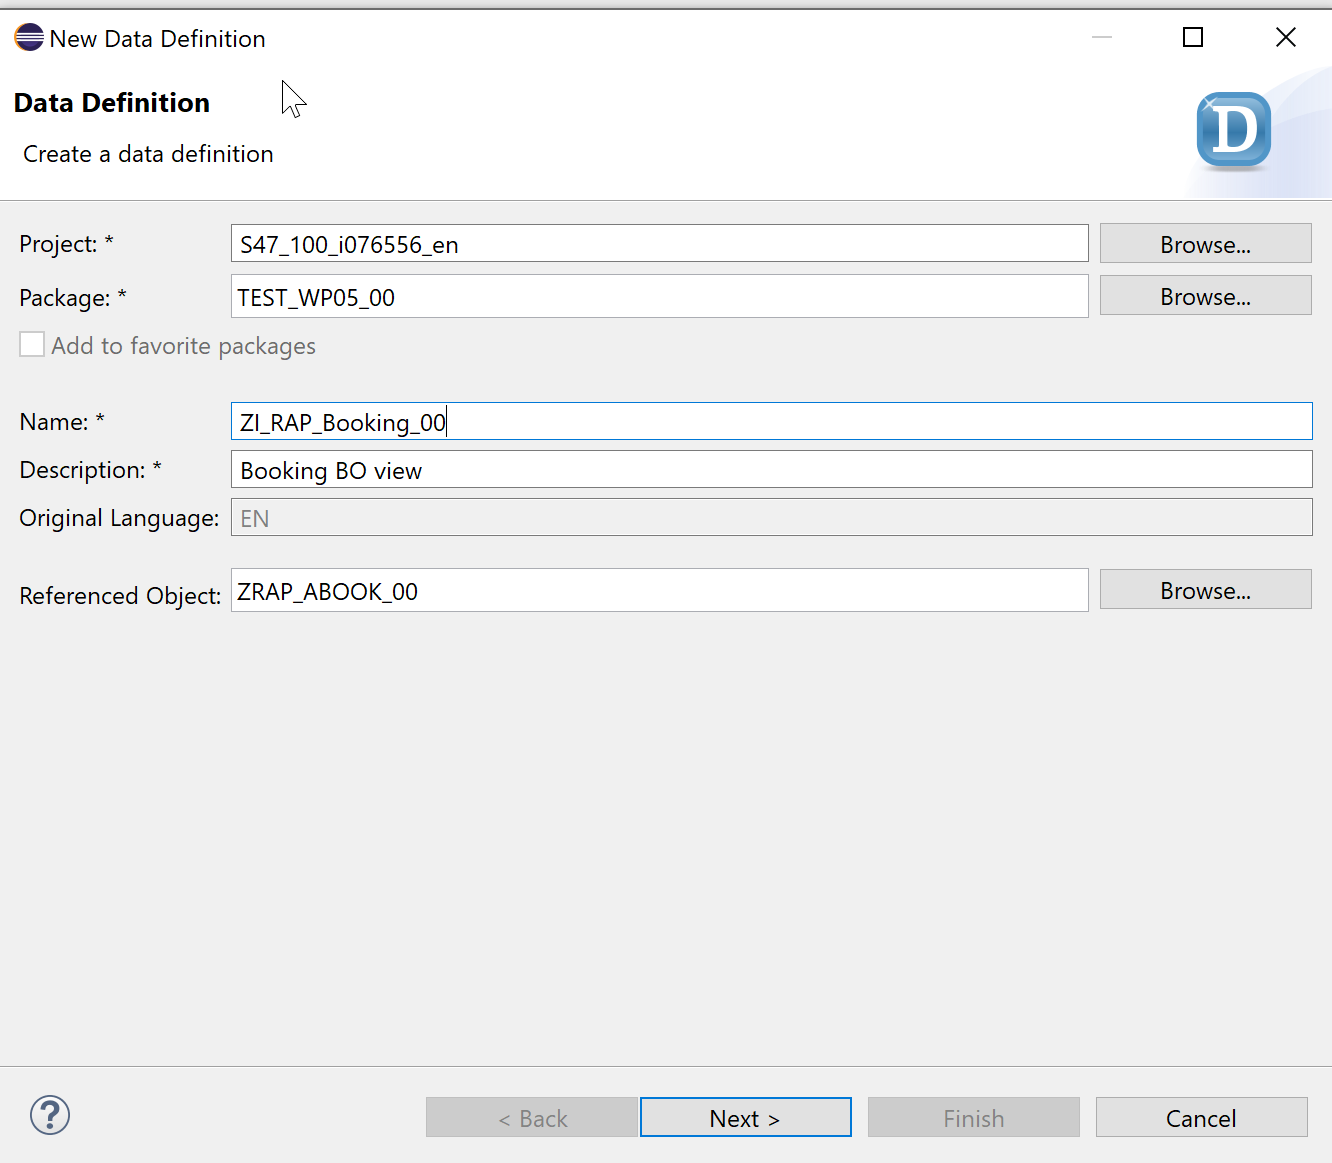 New Data Definition
Data Definition
Create a data definition
D
Project: * S47_100_i076556_en Browse...
Package: * TEST_WP05_00 Browse...
Add to favorite packages
Name: * ZI_RAP_Booking_00
Description: * Booking BO view
Original Language: EN
Referenced Object: ZRAP_ABOOK_00 Browse...
? < Back Next > Finish Cancel